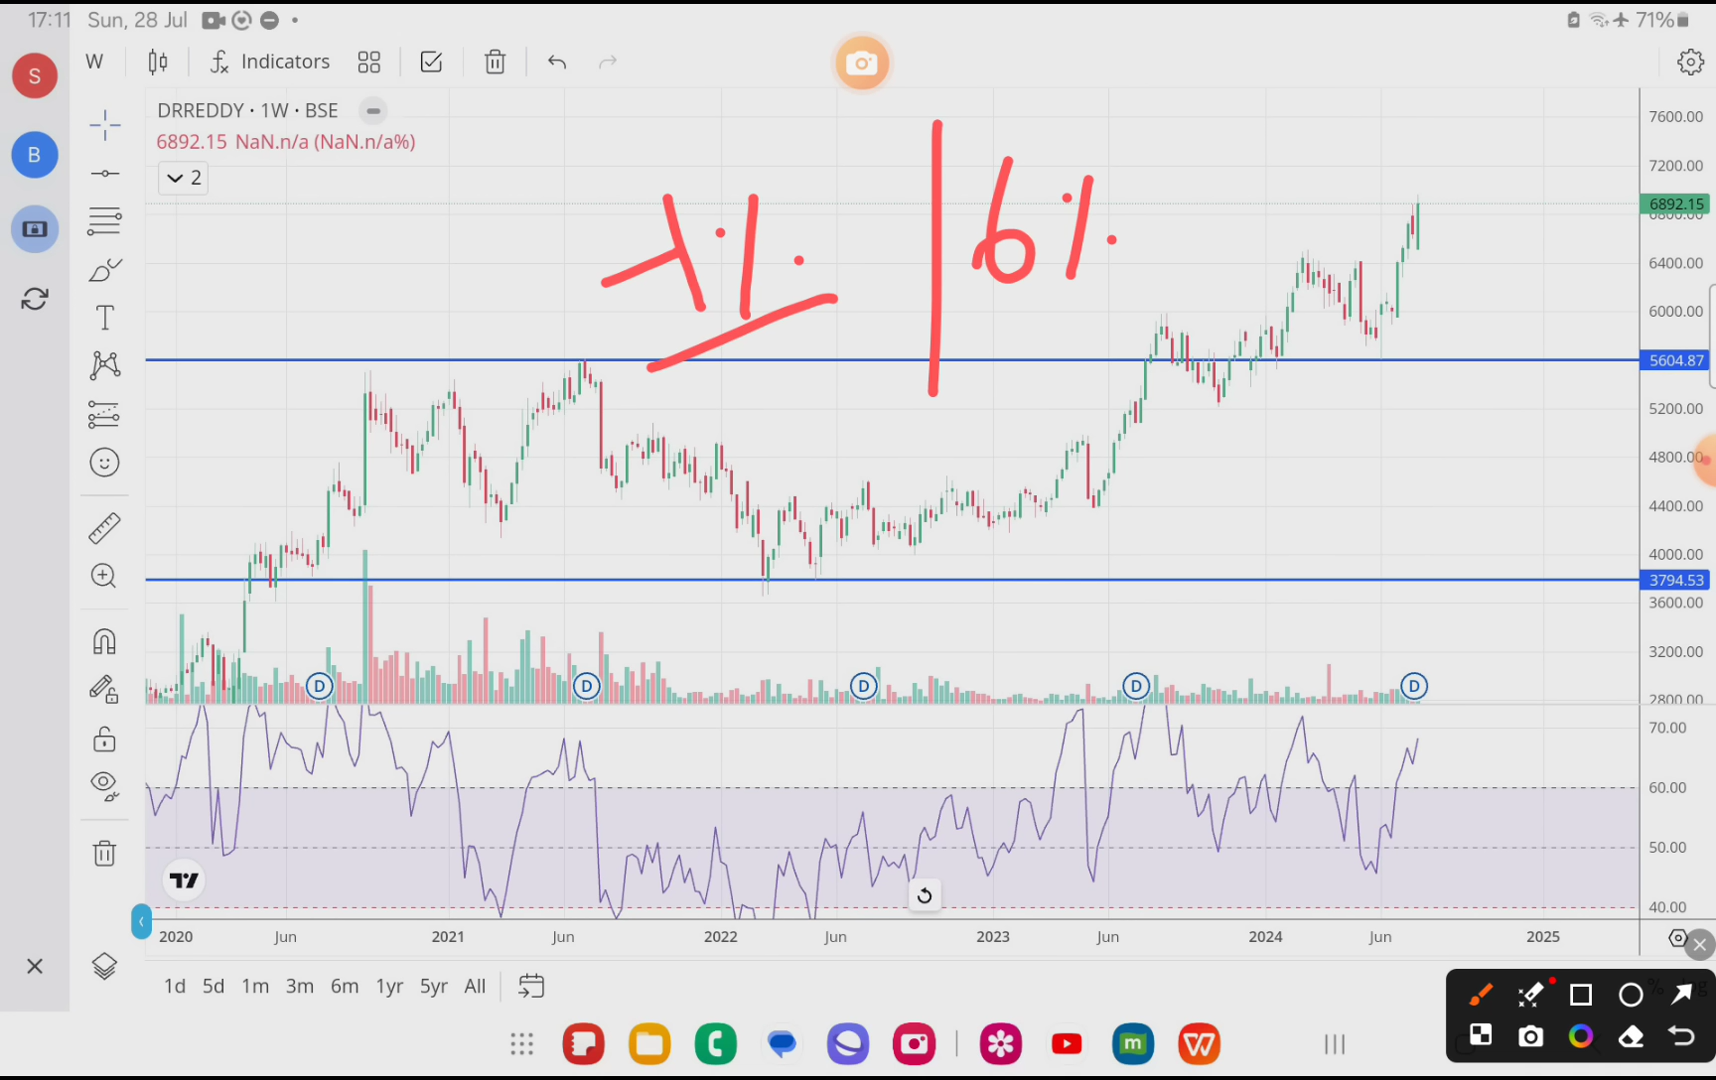 17:11 Sun, 28 Jul 71%
S W Indicators
B DRREDDY · 1W · BSE
6892.15 NaN.n/a (NaN.n/a%)
2
6%
7600.00
7200.00
6892.15
6800.00
6400.00
6000.00
5604.87
5200.00
4800.00
4400.00
4000.00
3794.53
3600.00
3200.00
2800.00
D D D D D
70.00
60.00
50.00
40.00
2020 Jun 2021 Jun 2022 Jun 2023 Jun 2024 Jun 2025
1d 5d 1m 3m 6m 1yr 5yr All
m W